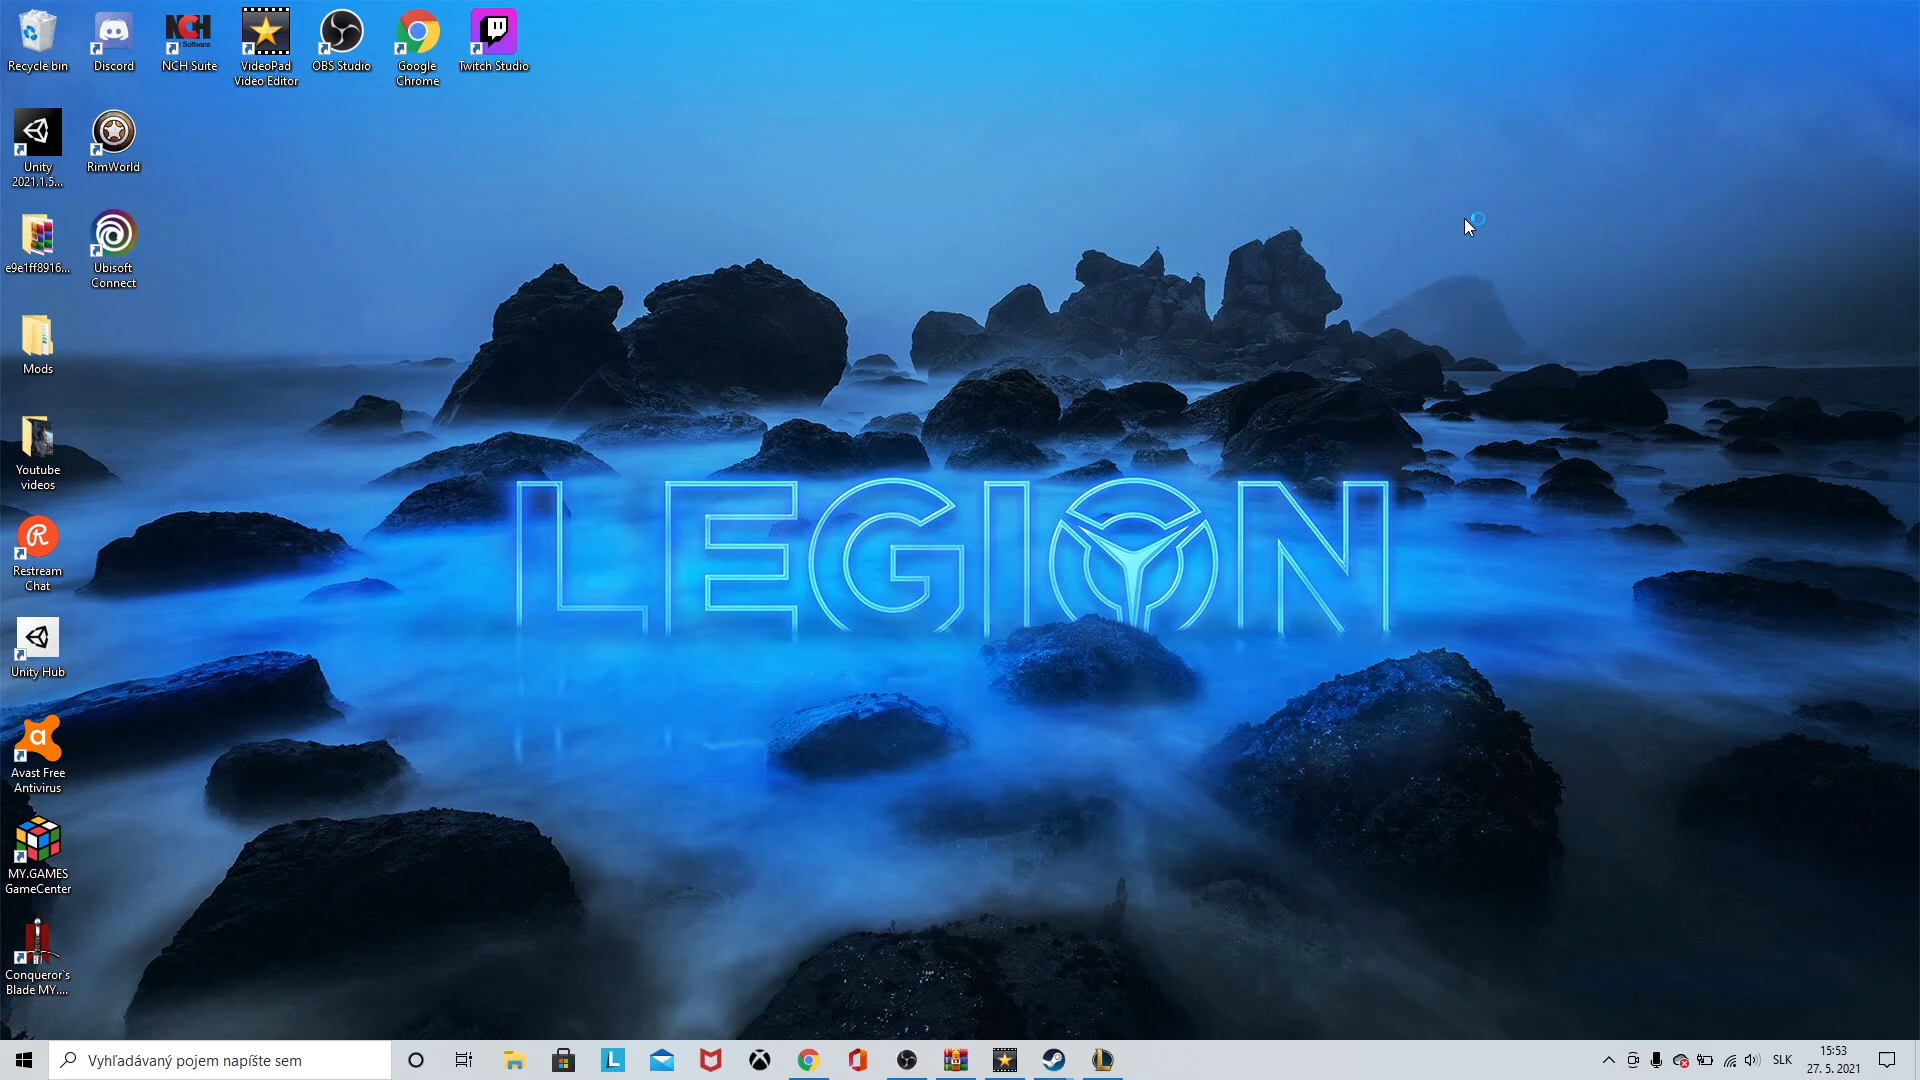 Recycle bin
Discord
NCH Suite
VideoPad
Video Editor
OBS Studio
Google
Chrome
Twitch Studio
Unity
2021.1.5...
RimWorld
e9e1ff8916...
Ubisoft
Connect
Mods
Youtube
videos
Restream
Chat
Unity Hub
Avast Free
Antivirus
MY.GAMES
GameCenter
Conqueror`s
Blade MY....
LEGION
Vyhľadávaný pojem napíšte sem
SLK
15:53
27. 5. 2021